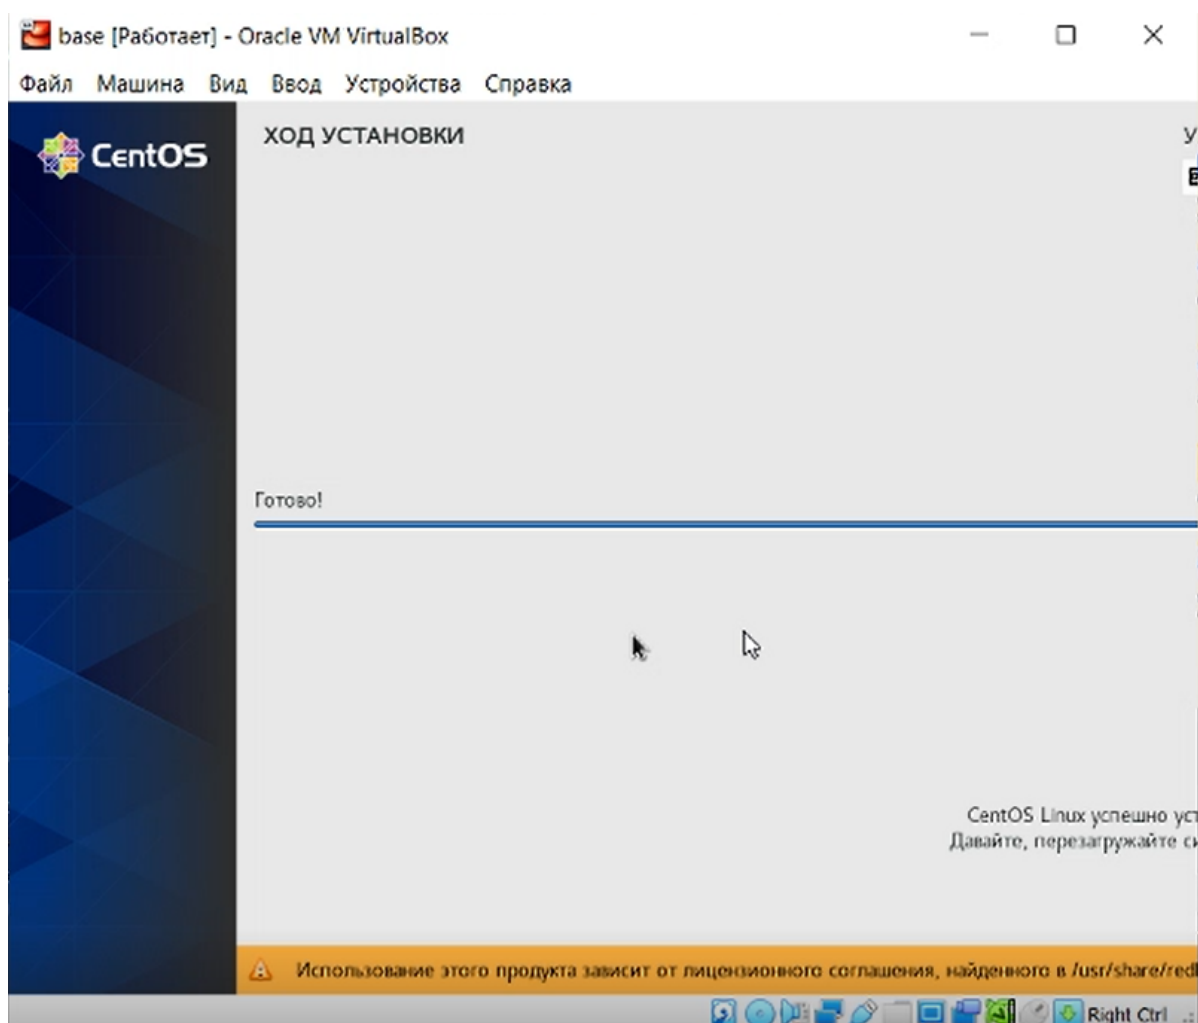 base [Работает] - Oracle VM VirtualBox
Файл Машина Вид Ввод Устройства Справка
CentOS
ХОД УСТАНОВКИ
Готово!
CentOS Linux успешно
Давайте, перезагружайте
Использование этого продукта зависит от лицензионного соглашения, найденного в /usr/share/red
Right Ctrl